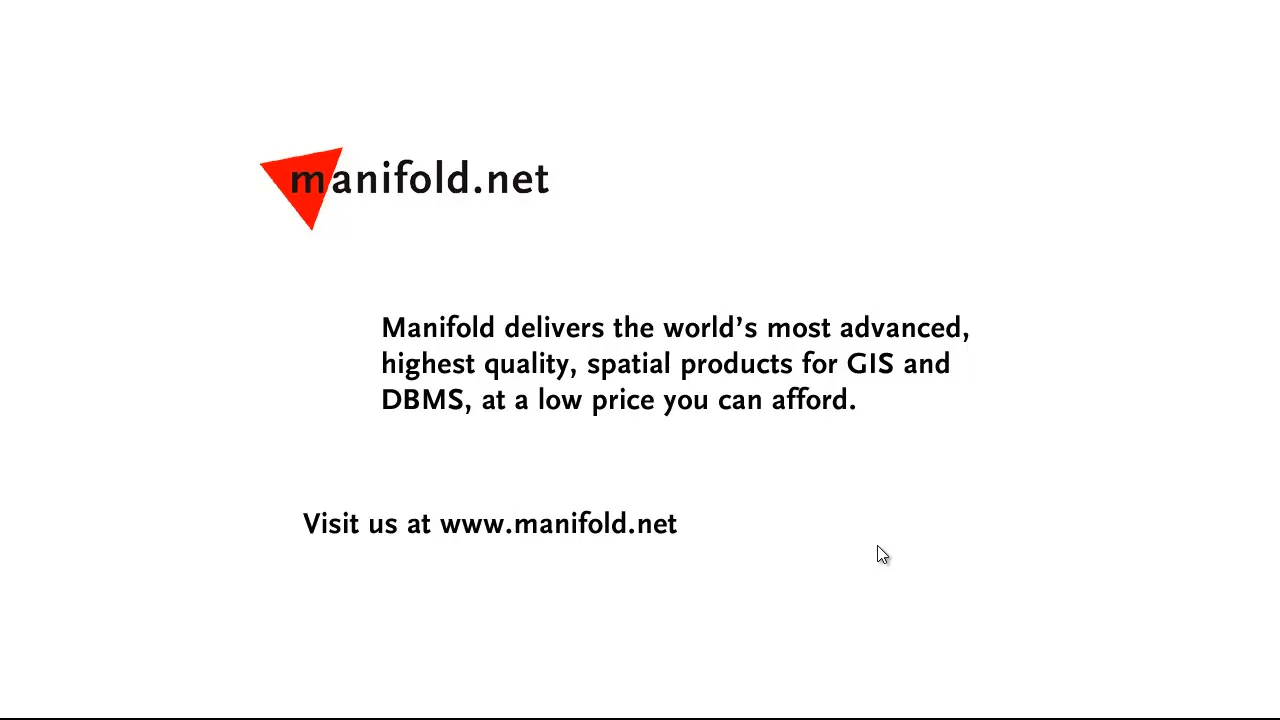 manifold.net
Manifold delivers the world’s most advanced,
highest quality, spatial products for GIS and
DBMS, at a low price you can afford.
Visit us at www.manifold.net